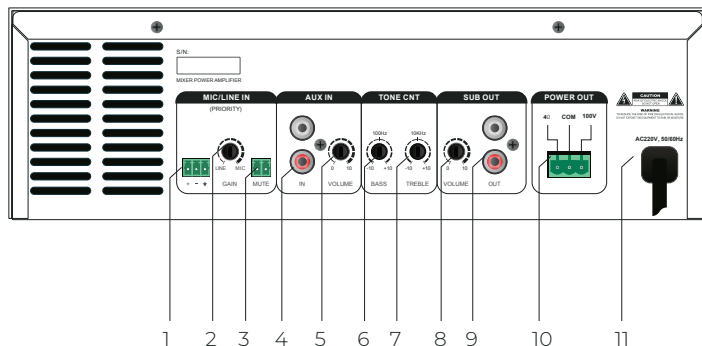 S/N:
MIXER POWER AMPLIFIER
MIC/LINE IN
(PRIORITY)
LINE MIC
+ − ⏚
GAIN
MUTE
AUX IN
IN
0 10
VOLUME
TONE CNT
100Hz
-10 +10
BASS
10KHz
-10 +10
TREBLE
SUB OUT
0 10
VOLUME
OUT
POWER OUT
4Ω COM 100V
CAUTION
WARNING
AC220V, 50/60Hz
1 2 3 4 5 6 7 8 9 10 11